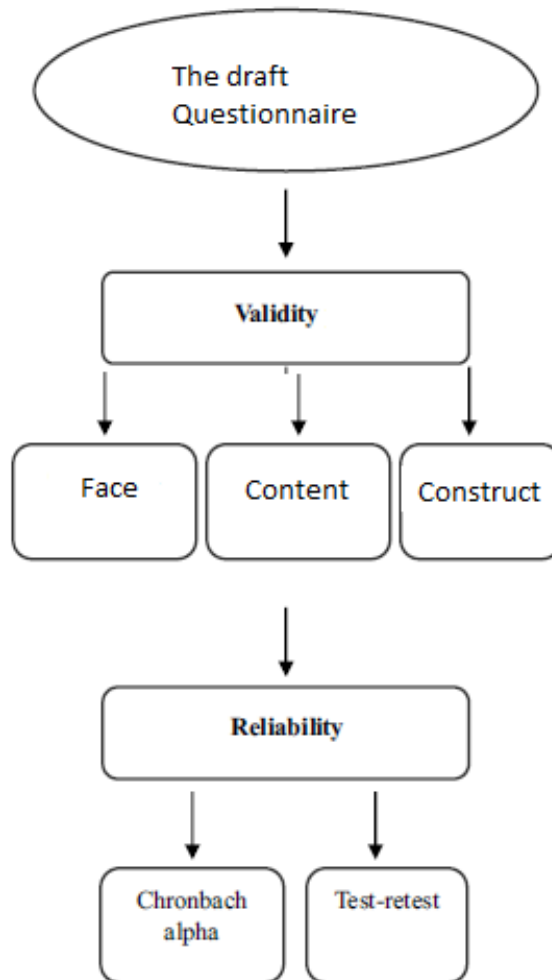 The draft
Questionnaire
Validity
Face
Content
Construct
Reliability
Chronbach
alpha
Test-retest